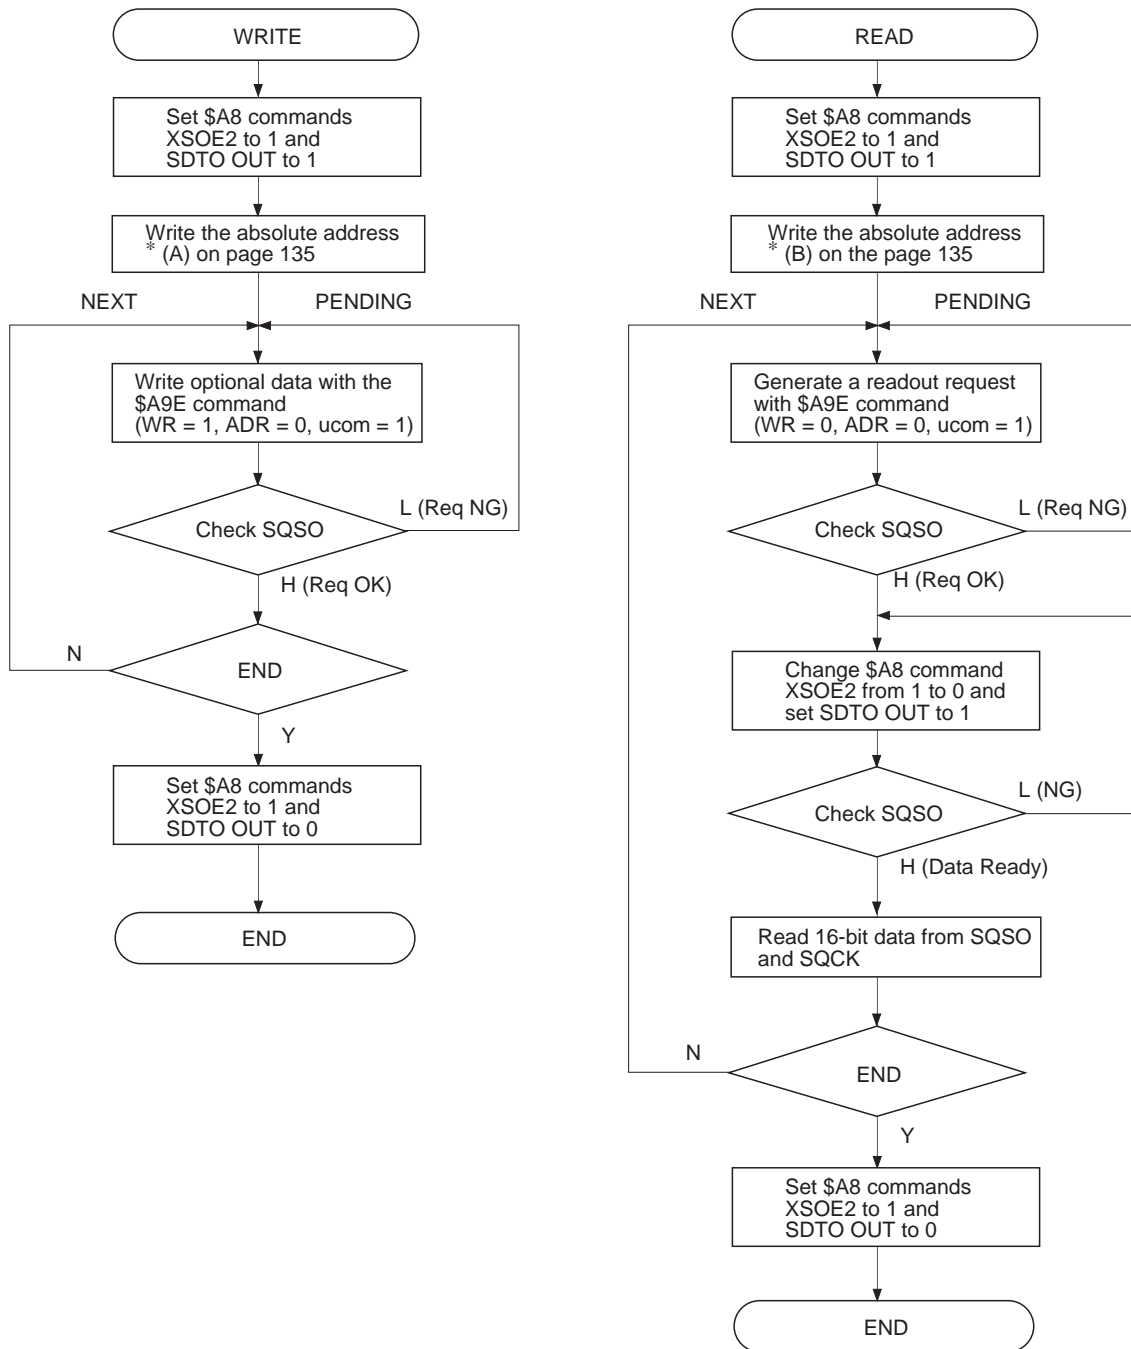 WRITE
Set $A8 commands
XSOE2 to 1 and
SDTO OUT to 1
Write the absolute address
* (A) on page 135
NEXT
PENDING
Write optional data with the
$A9E command
(WR = 1, ADR = 0, ucom = 1)
Check SQSO
L (Req NG)
H (Req OK)
END
N
Y
Set $A8 commands
XSOE2 to 1 and
SDTO OUT to 0
END
READ
Set $A8 commands
XSOE2 to 1 and
SDTO OUT to 1
Write the absolute address
* (B) on the page 135
NEXT
PENDING
Generate a readout request
with $A9E command
(WR = 0, ADR = 0, ucom = 1)
Check SQSO
L (Req NG)
H (Req OK)
Change $A8 command
XSOE2 from 1 to 0 and
set SDTO OUT to 1
Check SQSO
L (NG)
H (Data Ready)
Read 16-bit data from SQSO
and SQCK
END
N
Y
Set $A8 commands
XSOE2 to 1 and
SDTO OUT to 0
END